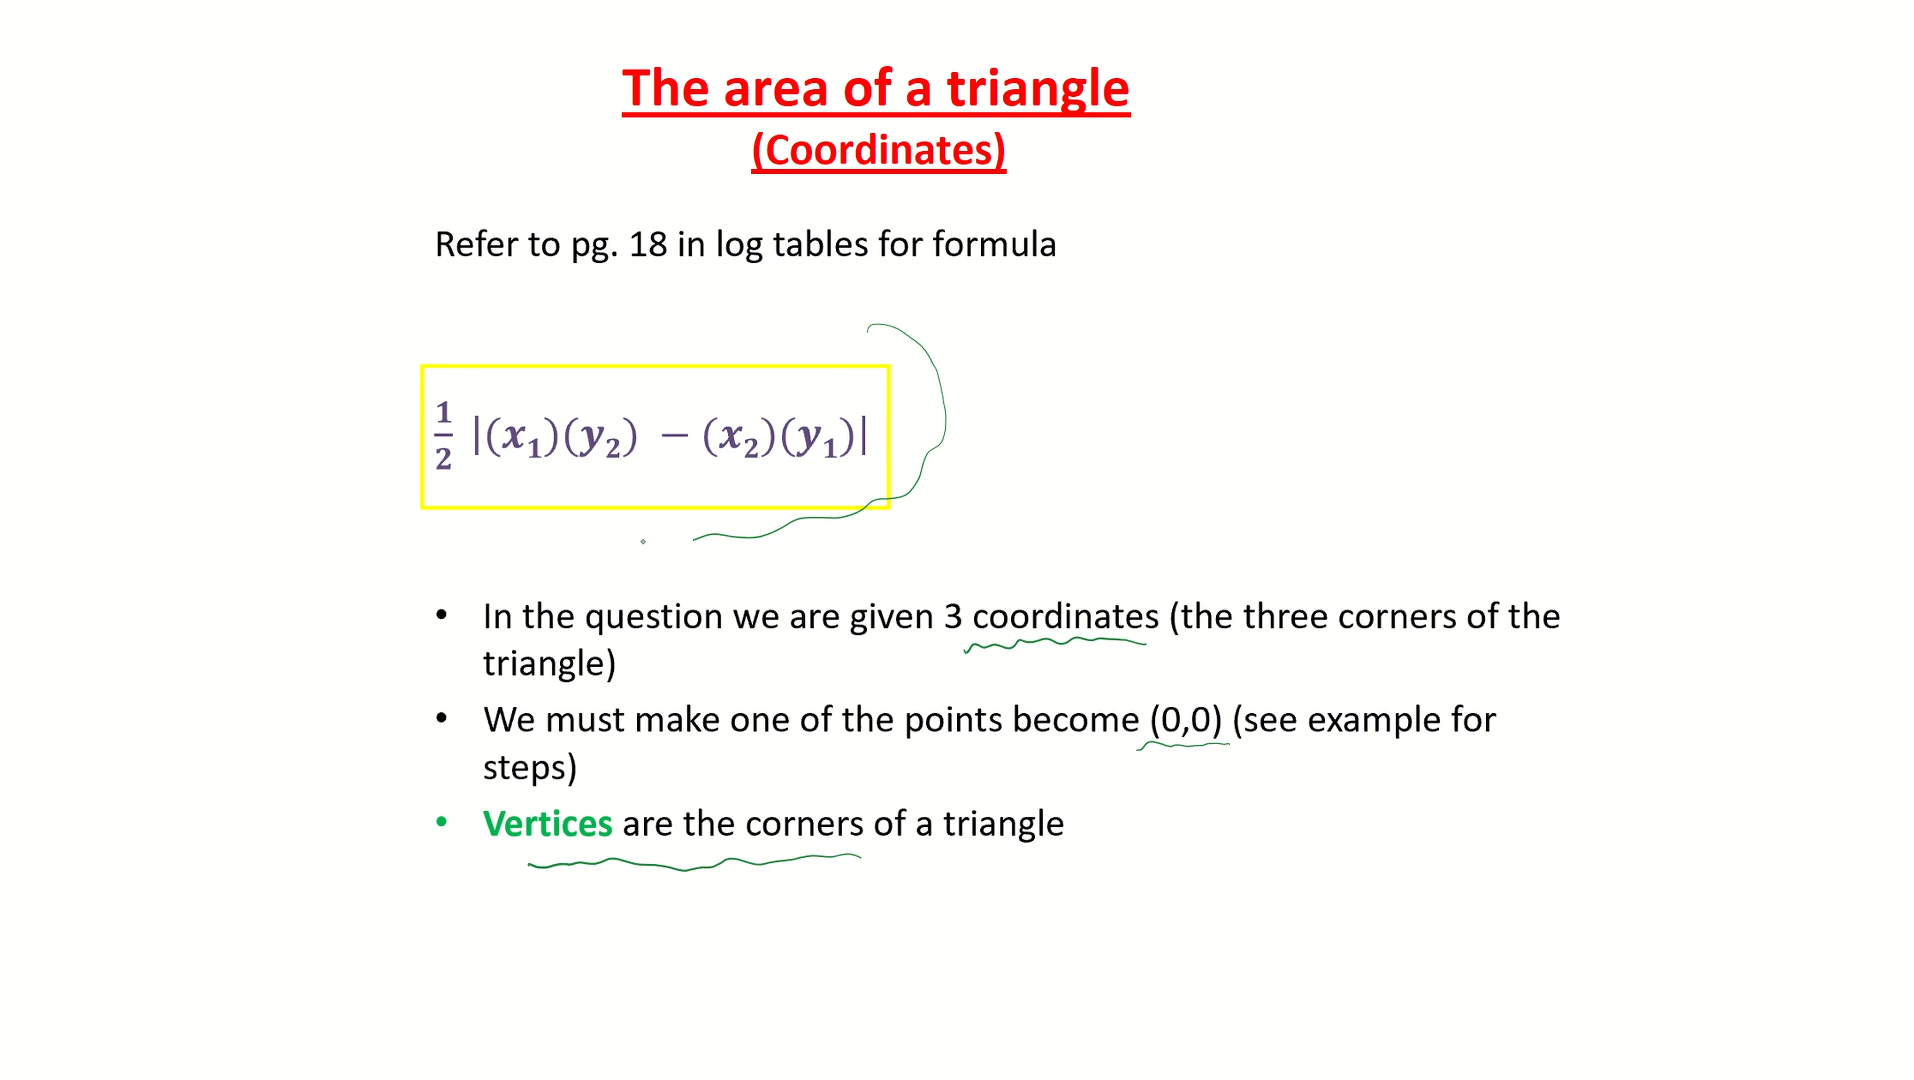 The area of a triangle
(Coordinates)
Refer to pg. 18 in log tables for formula
1/2 |(x₁)(y₂) − (x₂)(y₁)|
• In the question we are given 3 coordinates (the three corners of the
triangle)
• We must make one of the points become (0,0) (see example for
steps)
• Vertices are the corners of a triangle